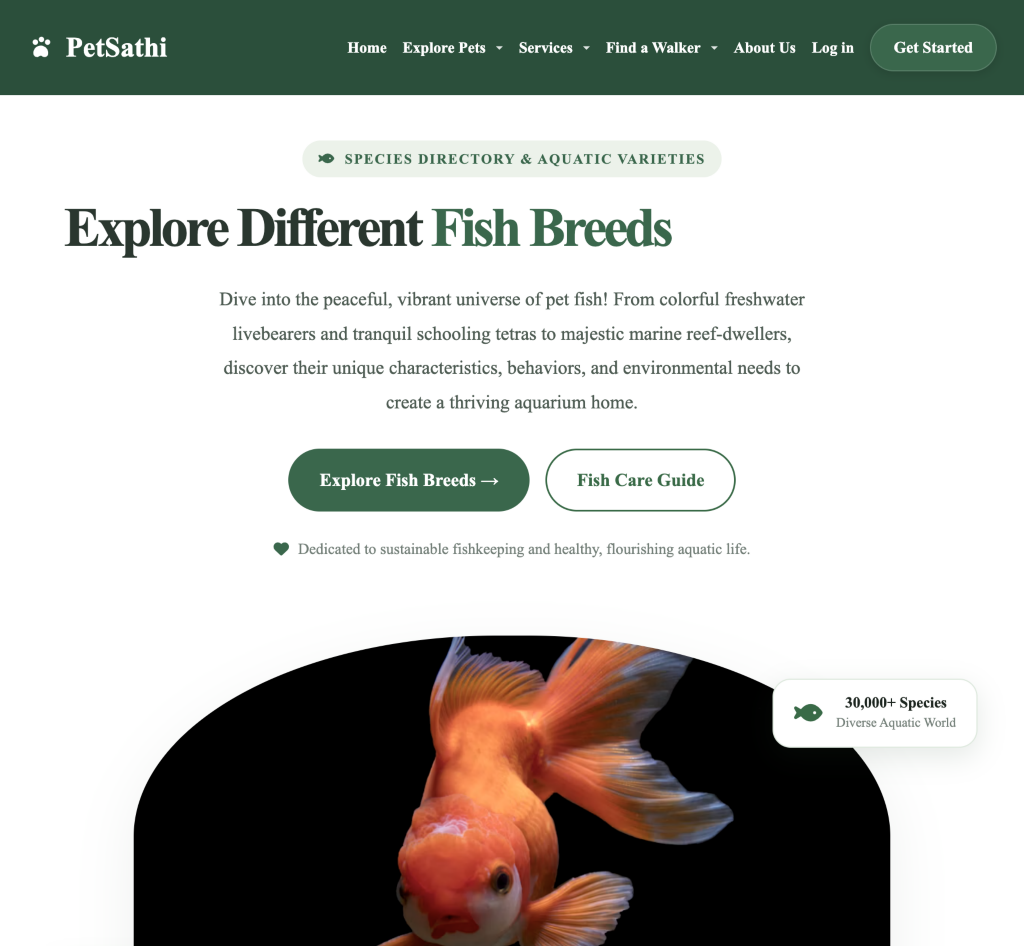 PetSathi
Home Explore Pets Services Find a Walker About Us Log in Get Started
SPECIES DIRECTORY & AQUATIC VARIETIES
Explore Different Fish Breeds
Dive into the peaceful, vibrant universe of pet fish! From colorful freshwater
livebearers and tranquil schooling tetras to majestic marine reef-dwellers,
discover their unique characteristics, behaviors, and environmental needs to
create a thriving aquarium home.
Explore Fish Breeds →
Fish Care Guide
Dedicated to sustainable fishkeeping and healthy, flourishing aquatic life.
30,000+ Species
Diverse Aquatic World